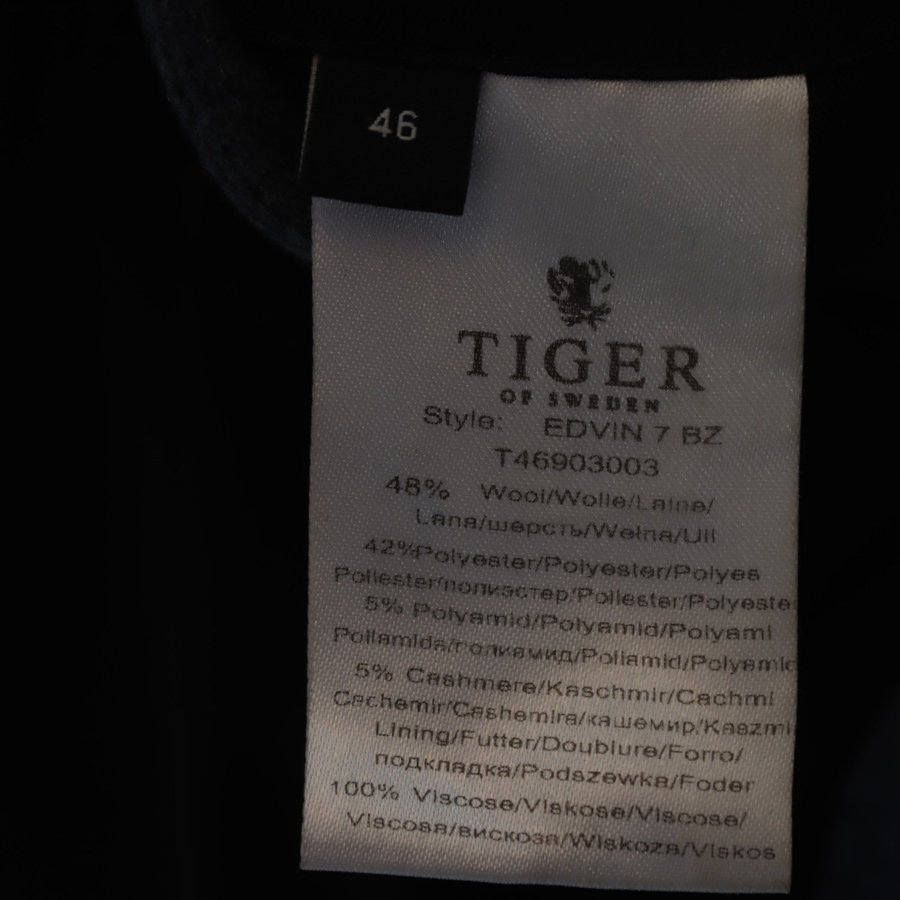 46
TIGER
OF SWEDEN
Style: EDVIN 7 BZ
T46903003
48% Wool/Wolle/Laine/
Lana/шерсть/Wełna/Ull
42%Polyester/Polyester/Polyes
Poliester/полиэстер/Poliester/Polyeste
5% Polyamid/Polyamid/Polyami
Poliamida/полиамид/Poliamid/Polyamid
5% Cashmere/Kaschmir/Cachmi
Cachemir/Cashemira/кашемир/Kaszmi
Lining/Futter/Doublure/Forro/
подкладка/Podszewka/Foder
100% Viscose/Viskose/Viscose/
Viscosa/вискоза/Wiskoza/Viskos